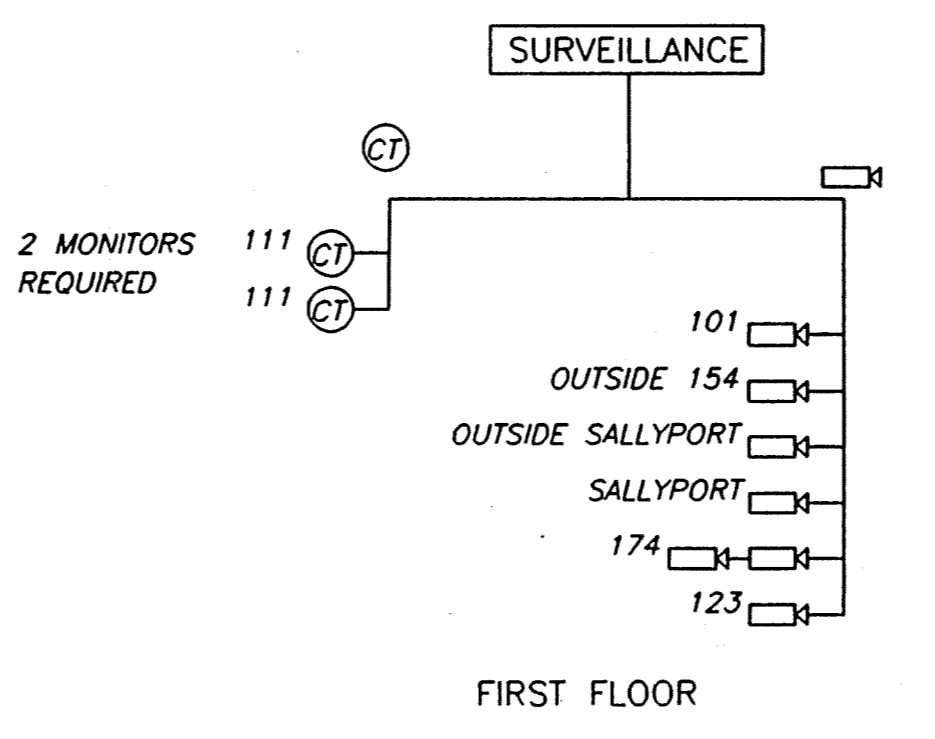 SURVEILLANCE
CT
2 MONITORS
REQUIRED
111 CT
111 CT
101
OUTSIDE 154
OUTSIDE SALLYPORT
SALLYPORT
174
123
FIRST FLOOR